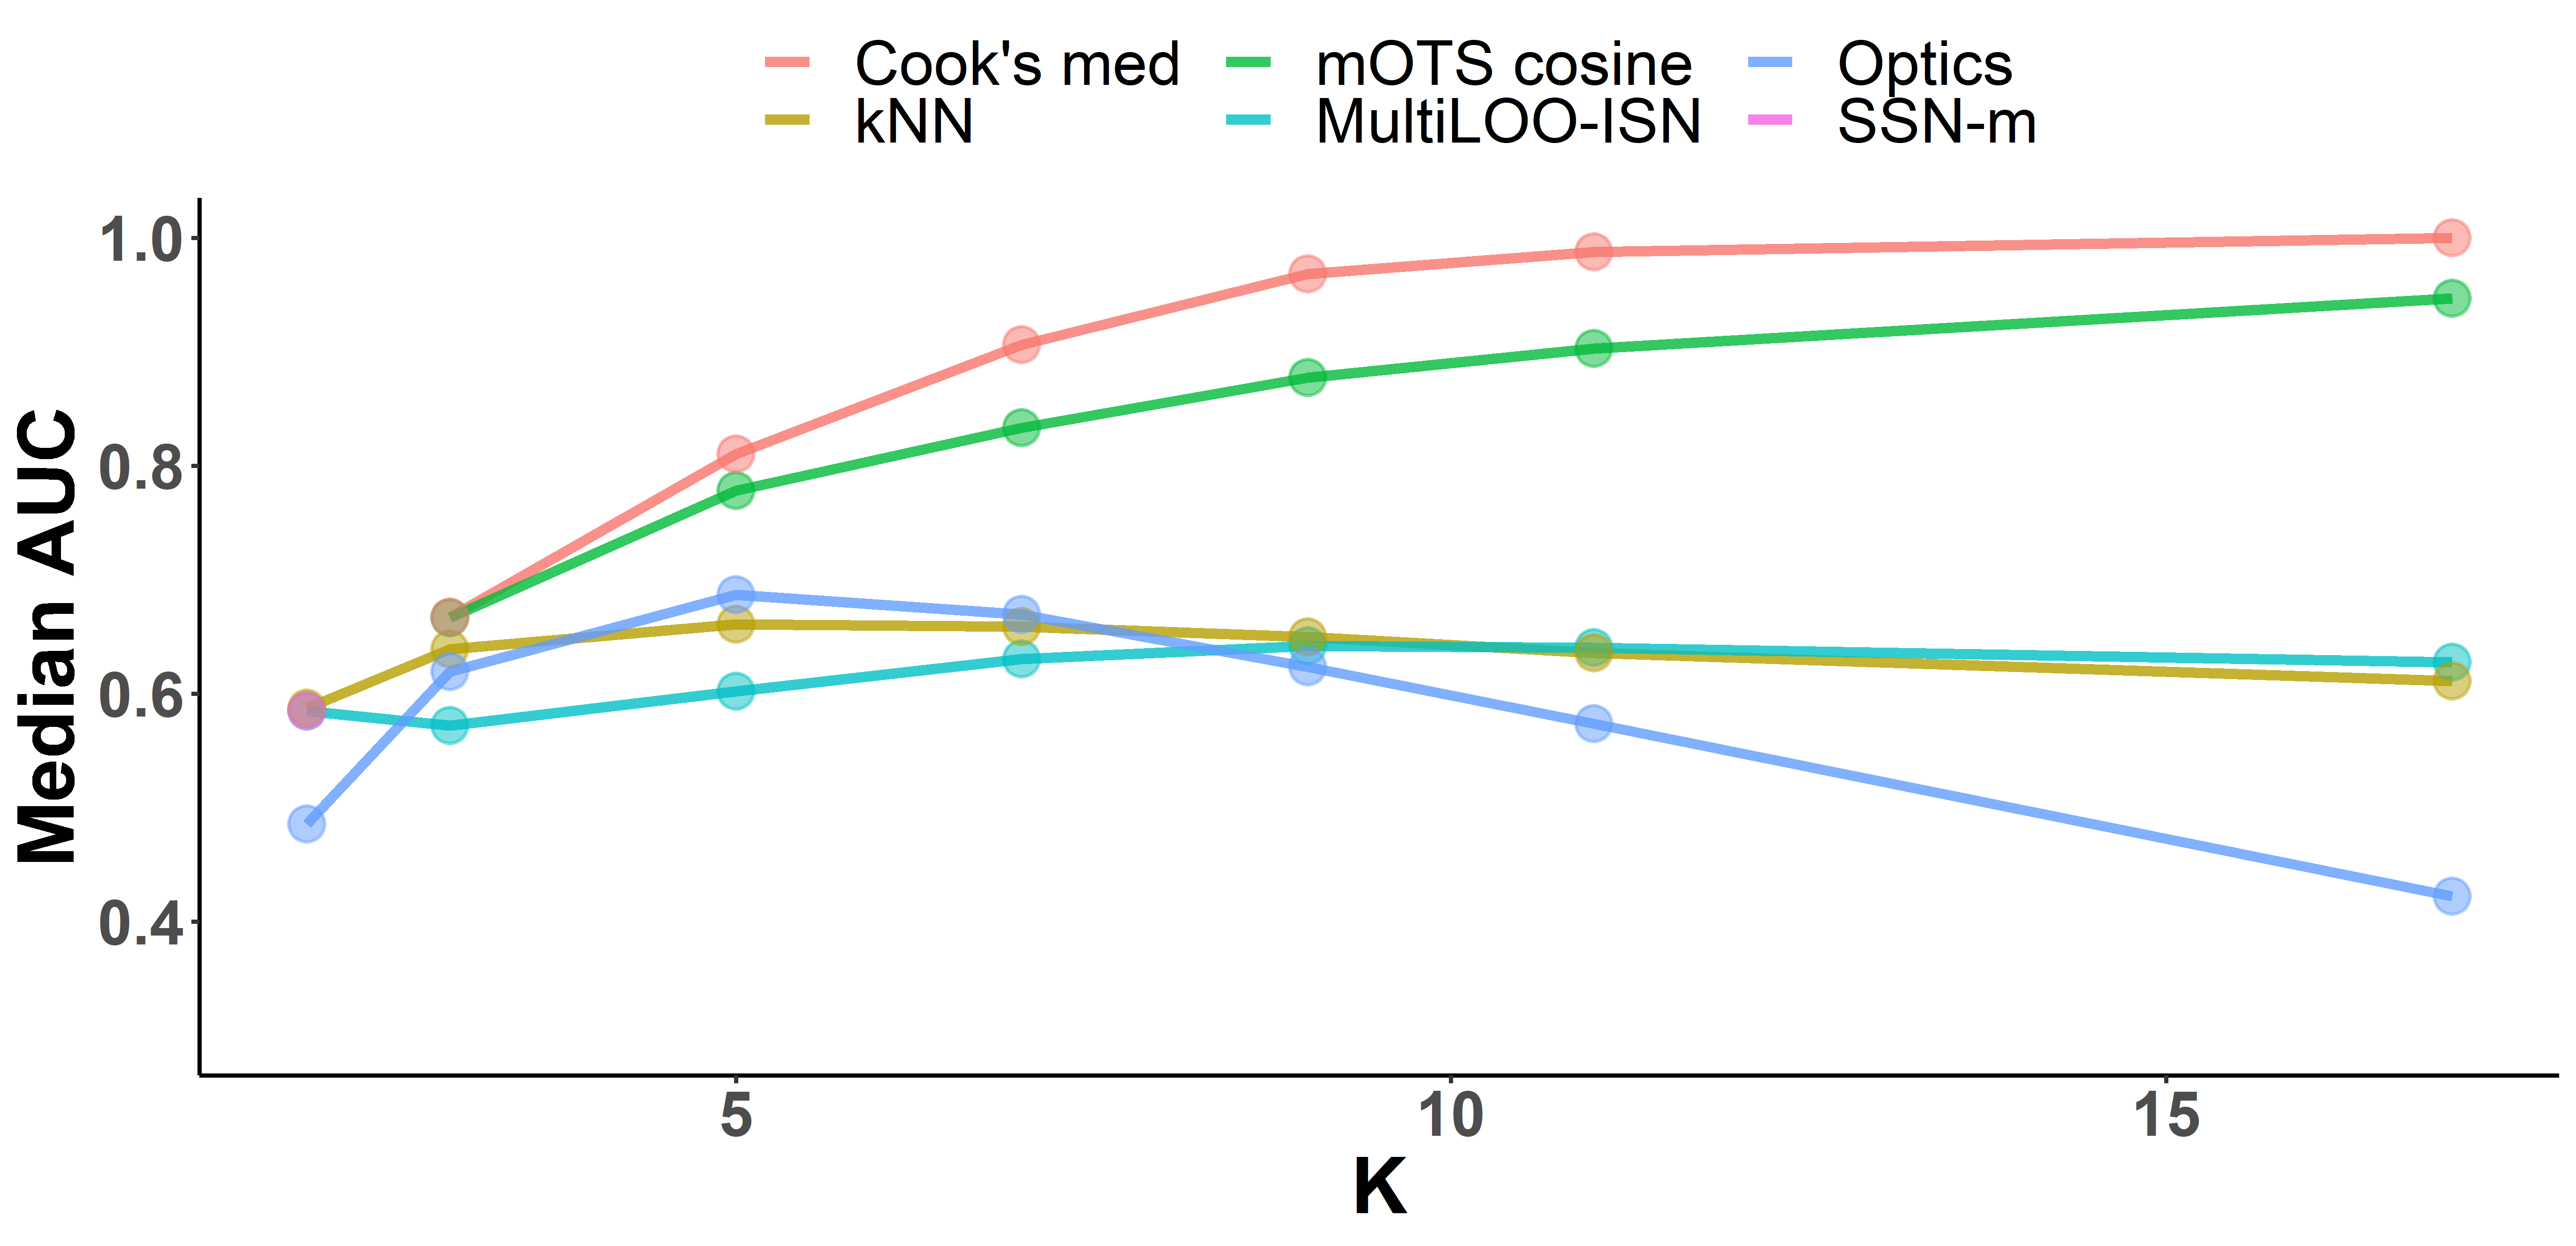 Cook's med mOTS cosine Optics
kNN MultiLOO-ISN SSN-m
Median AUC
1.0
0.8
0.6
0.4
5 10 15
K